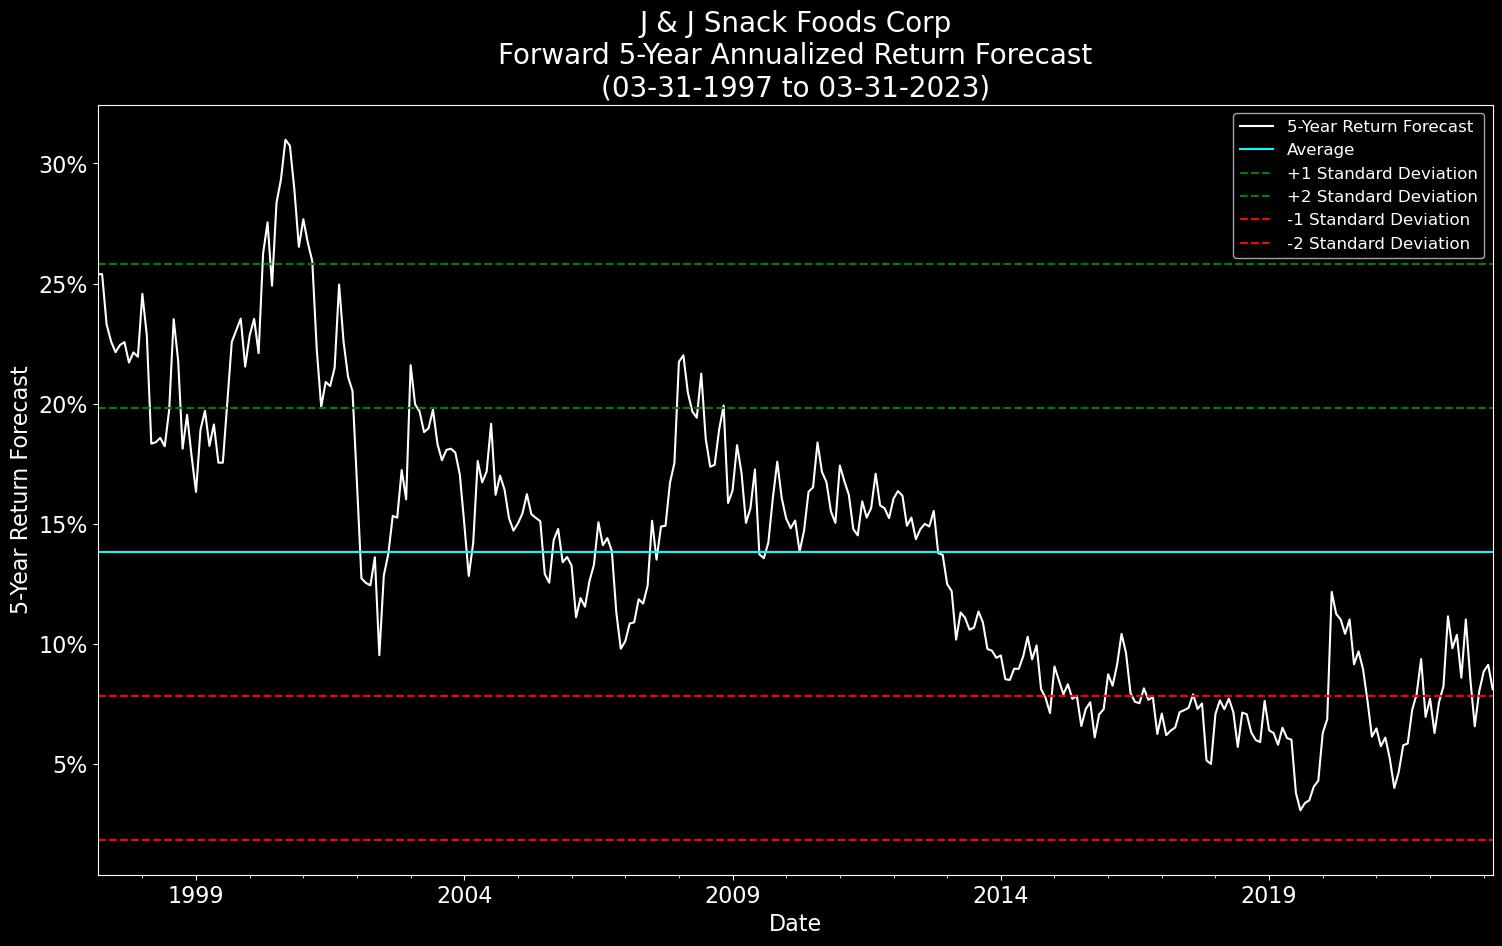 J & J Snack Foods Corp
Forward 5-Year Annualized Return Forecast
(03-31-1997 to 03-31-2023)
5-Year Return Forecast
Average
+1 Standard Deviation
+2 Standard Deviation
-1 Standard Deviation
-2 Standard Deviation
30%
25%
20%
15%
10%
5%
5-Year Return Forecast
1999 2004 2009 2014 2019
Date